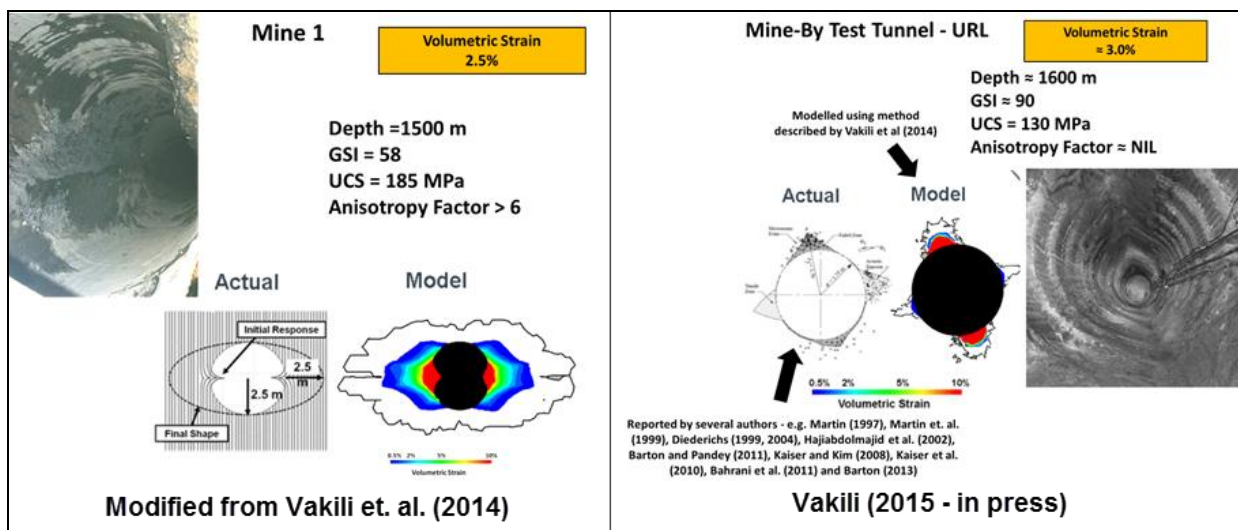 Mine 1
Volumetric Strain
2.5%
Depth =1500 m
GSI = 58
UCS = 185 MPa
Anisotropy Factor > 6
Actual
Model
Initial Response
2.5
m
2.5 m
Final Shape
0.5% 2% 5% 10%
Volumetric Strain
Modified from Vakili et. al. (2014)
Mine-By Test Tunnel - URL
Volumetric Strain
≈ 3.0%
Depth ≈ 1600 m
GSI ≈ 90
UCS = 130 MPa
Anisotropy Factor ≈ NIL
Modelled using method
described by Vakili et al (2014)
Actual
Model
0.5% 2% 5% 10%
Volumetric Strain
Reported by several authors - e.g. Martin (1997), Martin et. al.
(1999), Diederichs (1999, 2004), Hajiabdolmajid et al. (2002),
Barton and Pandey (2011), Kaiser and Kim (2008), Kaiser et al.
(2010), Bahrani et al. (2011) and Barton (2013)
Vakili (2015 - in press)